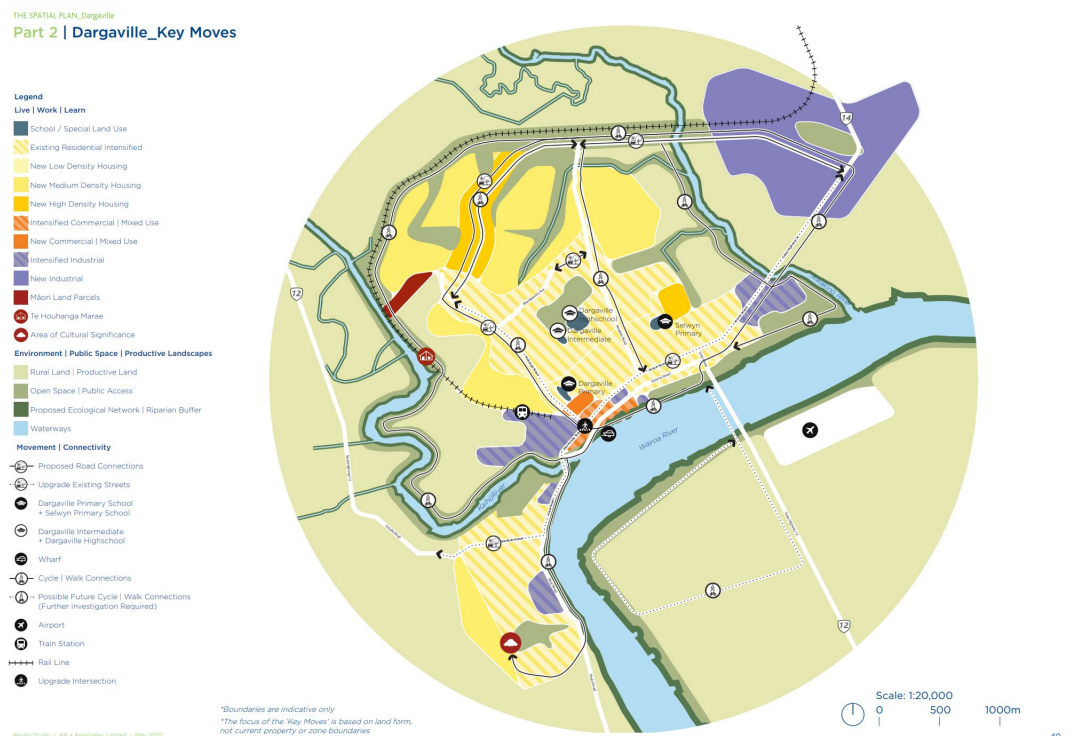 THE SPATIAL PLAN_Dargaville
Part 2 | Dargaville_Key Moves
Legend
Live | Work | Learn
School / Special Land Use
Existing Residential Intensified
New Low Density Housing
New Medium Density Housing
New High Density Housing
Intensified Commercial | Mixed Use
New Commercial | Mixed Use
Intensified Industrial
New Industrial
Māori Land Parcels
Te Houhanga Marae
Area of Cultural Significance
Environment | Public Space | Productive Landscapes
Rural Land | Productive Land
Open Space | Public Access
Proposed Ecological Network | Riparian Buffer
Waterways
Movement | Connectivity
Proposed Road Connections
Upgrade Existing Streets
Dargaville Primary School
+ Selwyn Primary School
Dargaville Intermediate
+ Dargaville Highschool
Wharf
Cycle | Walk Connections
Possible Future Cycle | Walk Connections
(Further Investigation Required)
Airport
Train Station
Rail Line
Upgrade Intersection
14
12
Dargaville
Highschool
Dargaville
Intermediate
Selwyn
Primary
Dargaville
Primary
Wairoa River
Kaihu River
12
*Boundaries are indicative only
*The focus of the 'Key Moves' is based on land form,
not current property or zone boundaries
Scale: 1:20,000
0 500 1000m